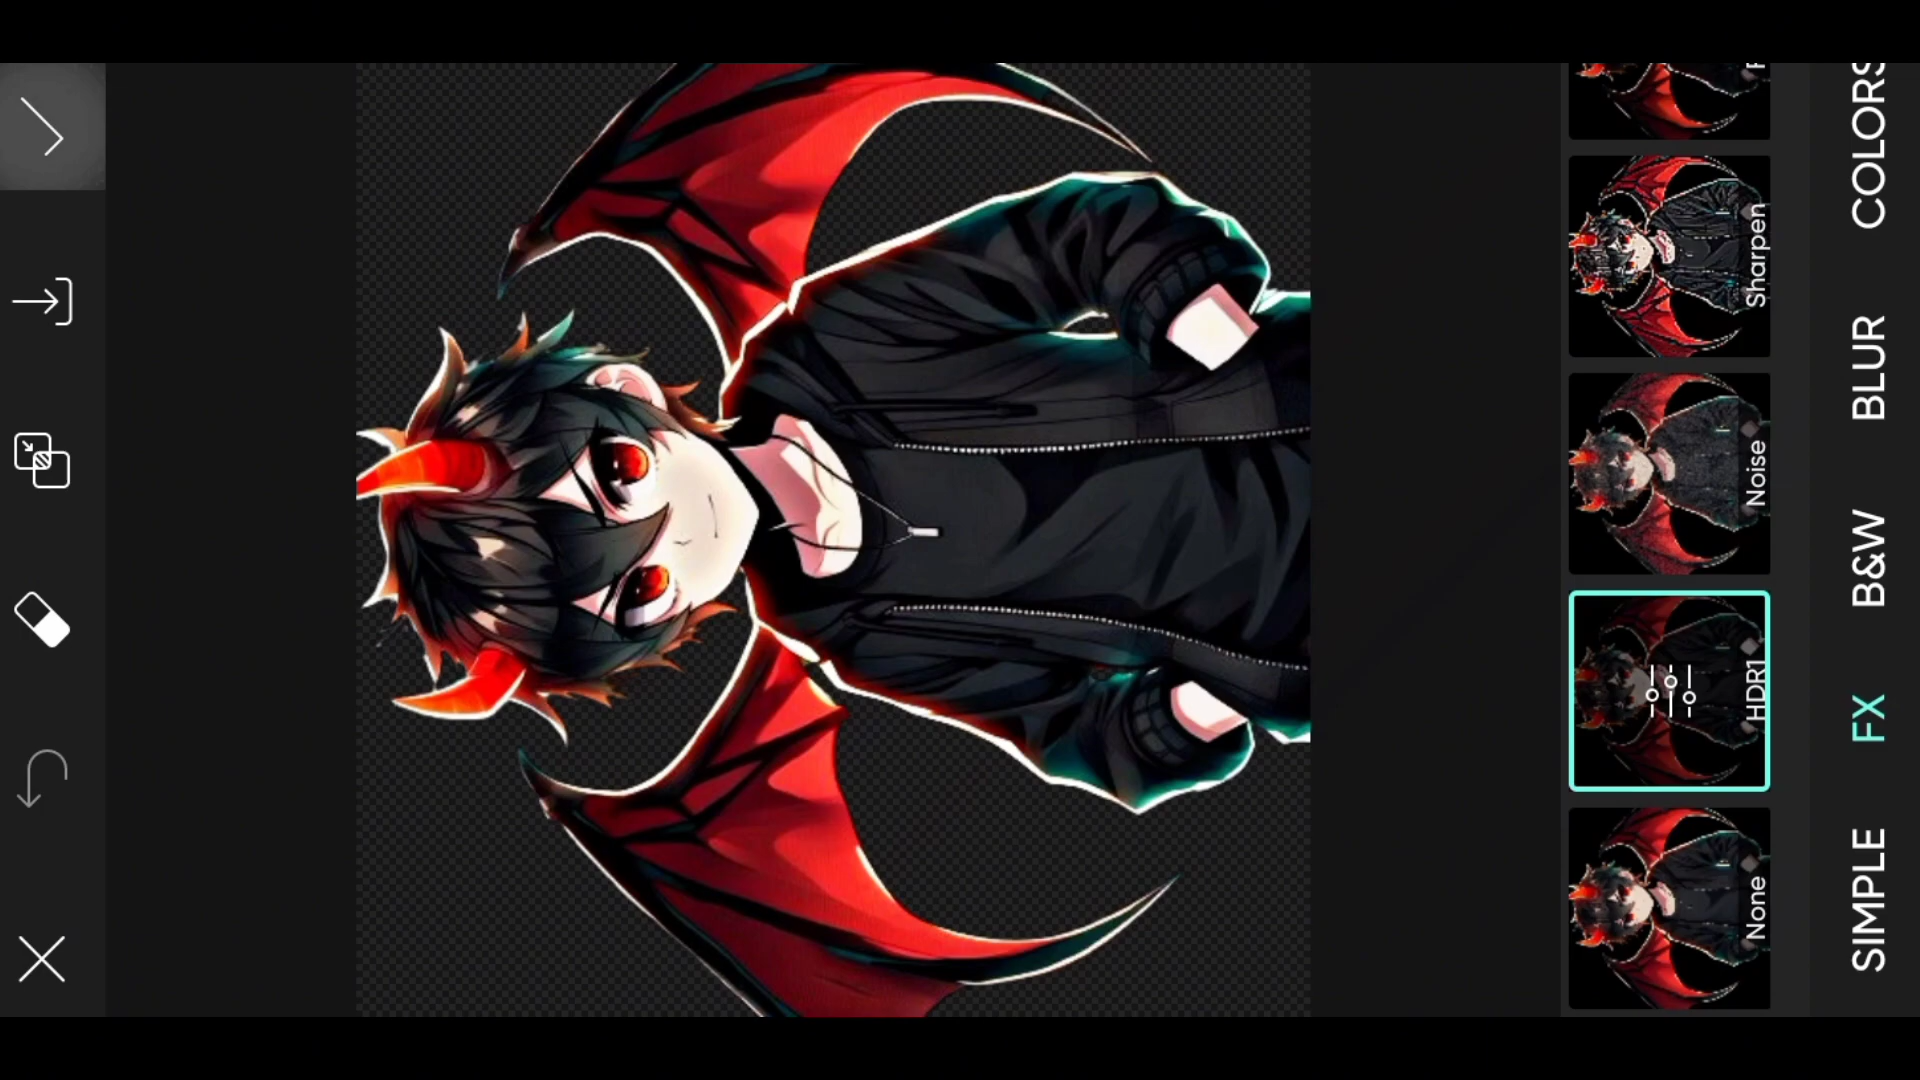 None
HDR1
Noise
Sharpen
SIMPLE
FX
B&W
BLUR
COLORS